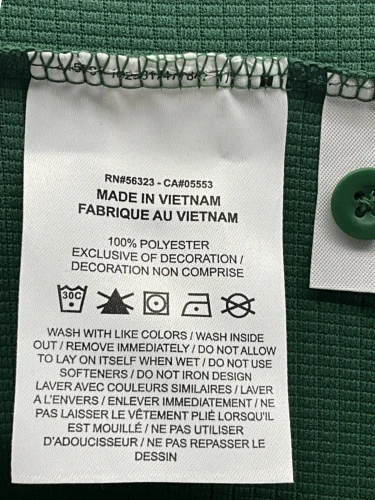 RN#56323 - CA#05553
MADE IN VIETNAM
FABRIQUE AU VIETNAM
100% POLYESTER
EXCLUSIVE OF DECORATION /
DECORATION NON COMPRISE
30C
WASH WITH LIKE COLORS / WASH INSIDE
OUT / REMOVE IMMEDIATELY / DO NOT ALLOW
TO LAY ON ITSELF WHEN WET / DO NOT USE
SOFTENERS / DO NOT IRON DESIGN
LAVER AVEC COULEURS SIMILAIRES / LAVER
A L'ENVERS / ENLEVER IMMEDIATEMENT / NE
PAS LAISSER LE VÊTEMENT PLIÉ LORSQU'IL
EST MOUILLÉ / NE PAS UTILISER
D'ADOUCISSEUR / NE PAS REPASSER LE
DESSIN